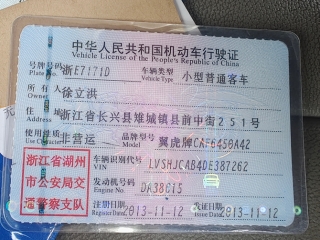 中华人民共和国机动车行驶证
Vehicle License of the People's Republic of China
号牌号码 浙E7171D 车辆类型 小型普通客车
Plate No. Vehicle Type
所有人 徐立洪
Owner
住址 浙江省长兴县雉城镇县前中街251号
Address
使用性质 非营运 品牌型号 翼虎牌CAF6450A42
Use Character Model
浙江省湖州
市公安局交
通警察支队
车辆识别代号 LVSHJCAB4DE387262
VIN
发动机号码 DA38615
Engine No.
注册日期 2013-11-12 发证日期 2013-11-12
Register Date Issue Date